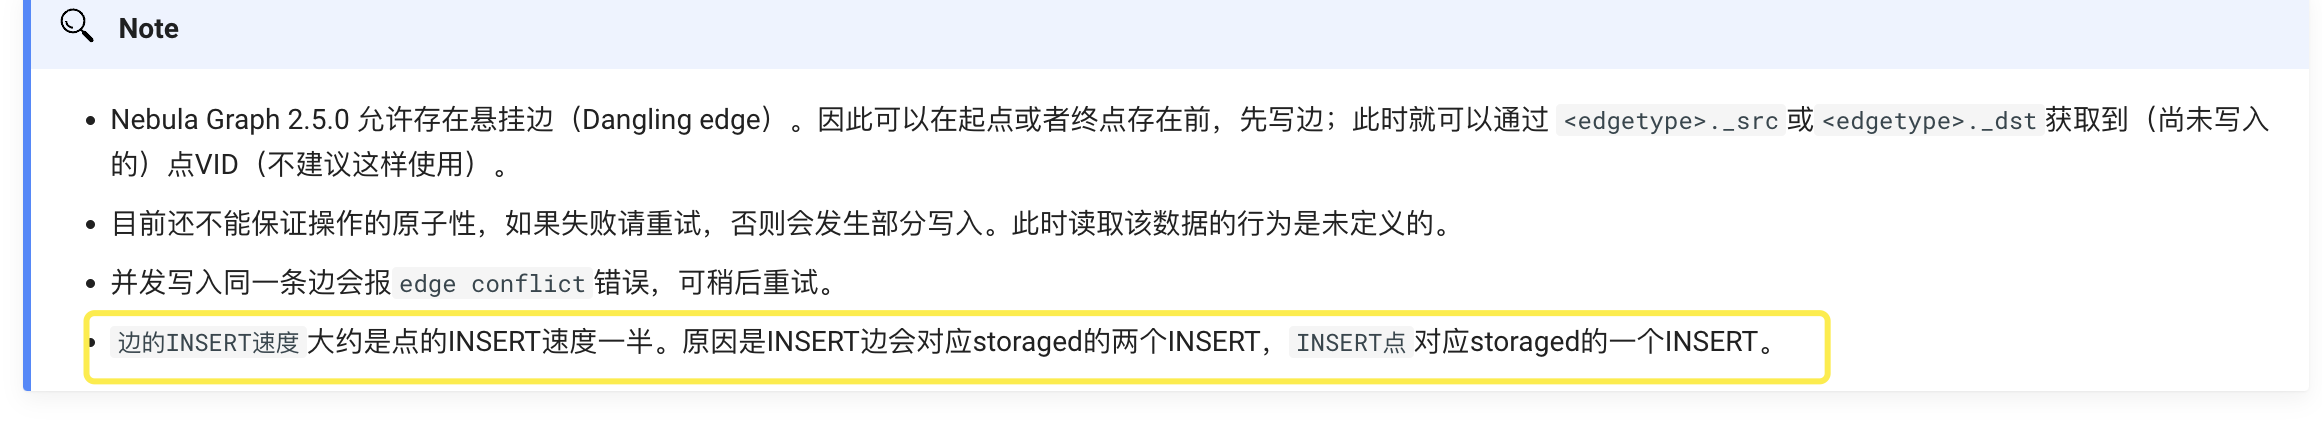 Note
• Nebula Graph 2.5.0 允许存在悬挂边（Dangling edge）。因此可以在起点或者终点存在前，先写边；此时就可以通过 <edgetype>._src 或 <edgetype>._dst 获取到（尚未写入
的）点VID（不建议这样使用）。
• 目前还不能保证操作的原子性，如果失败请重试，否则会发生部分写入。此时读取该数据的行为是未定义的。
• 并发写入同一条边会报 edge conflict 错误，可稍后重试。
• 边的INSERT速度 大约是点的INSERT速度一半。原因是INSERT边会对应storaged的两个INSERT，INSERT点 对应storaged的一个INSERT。